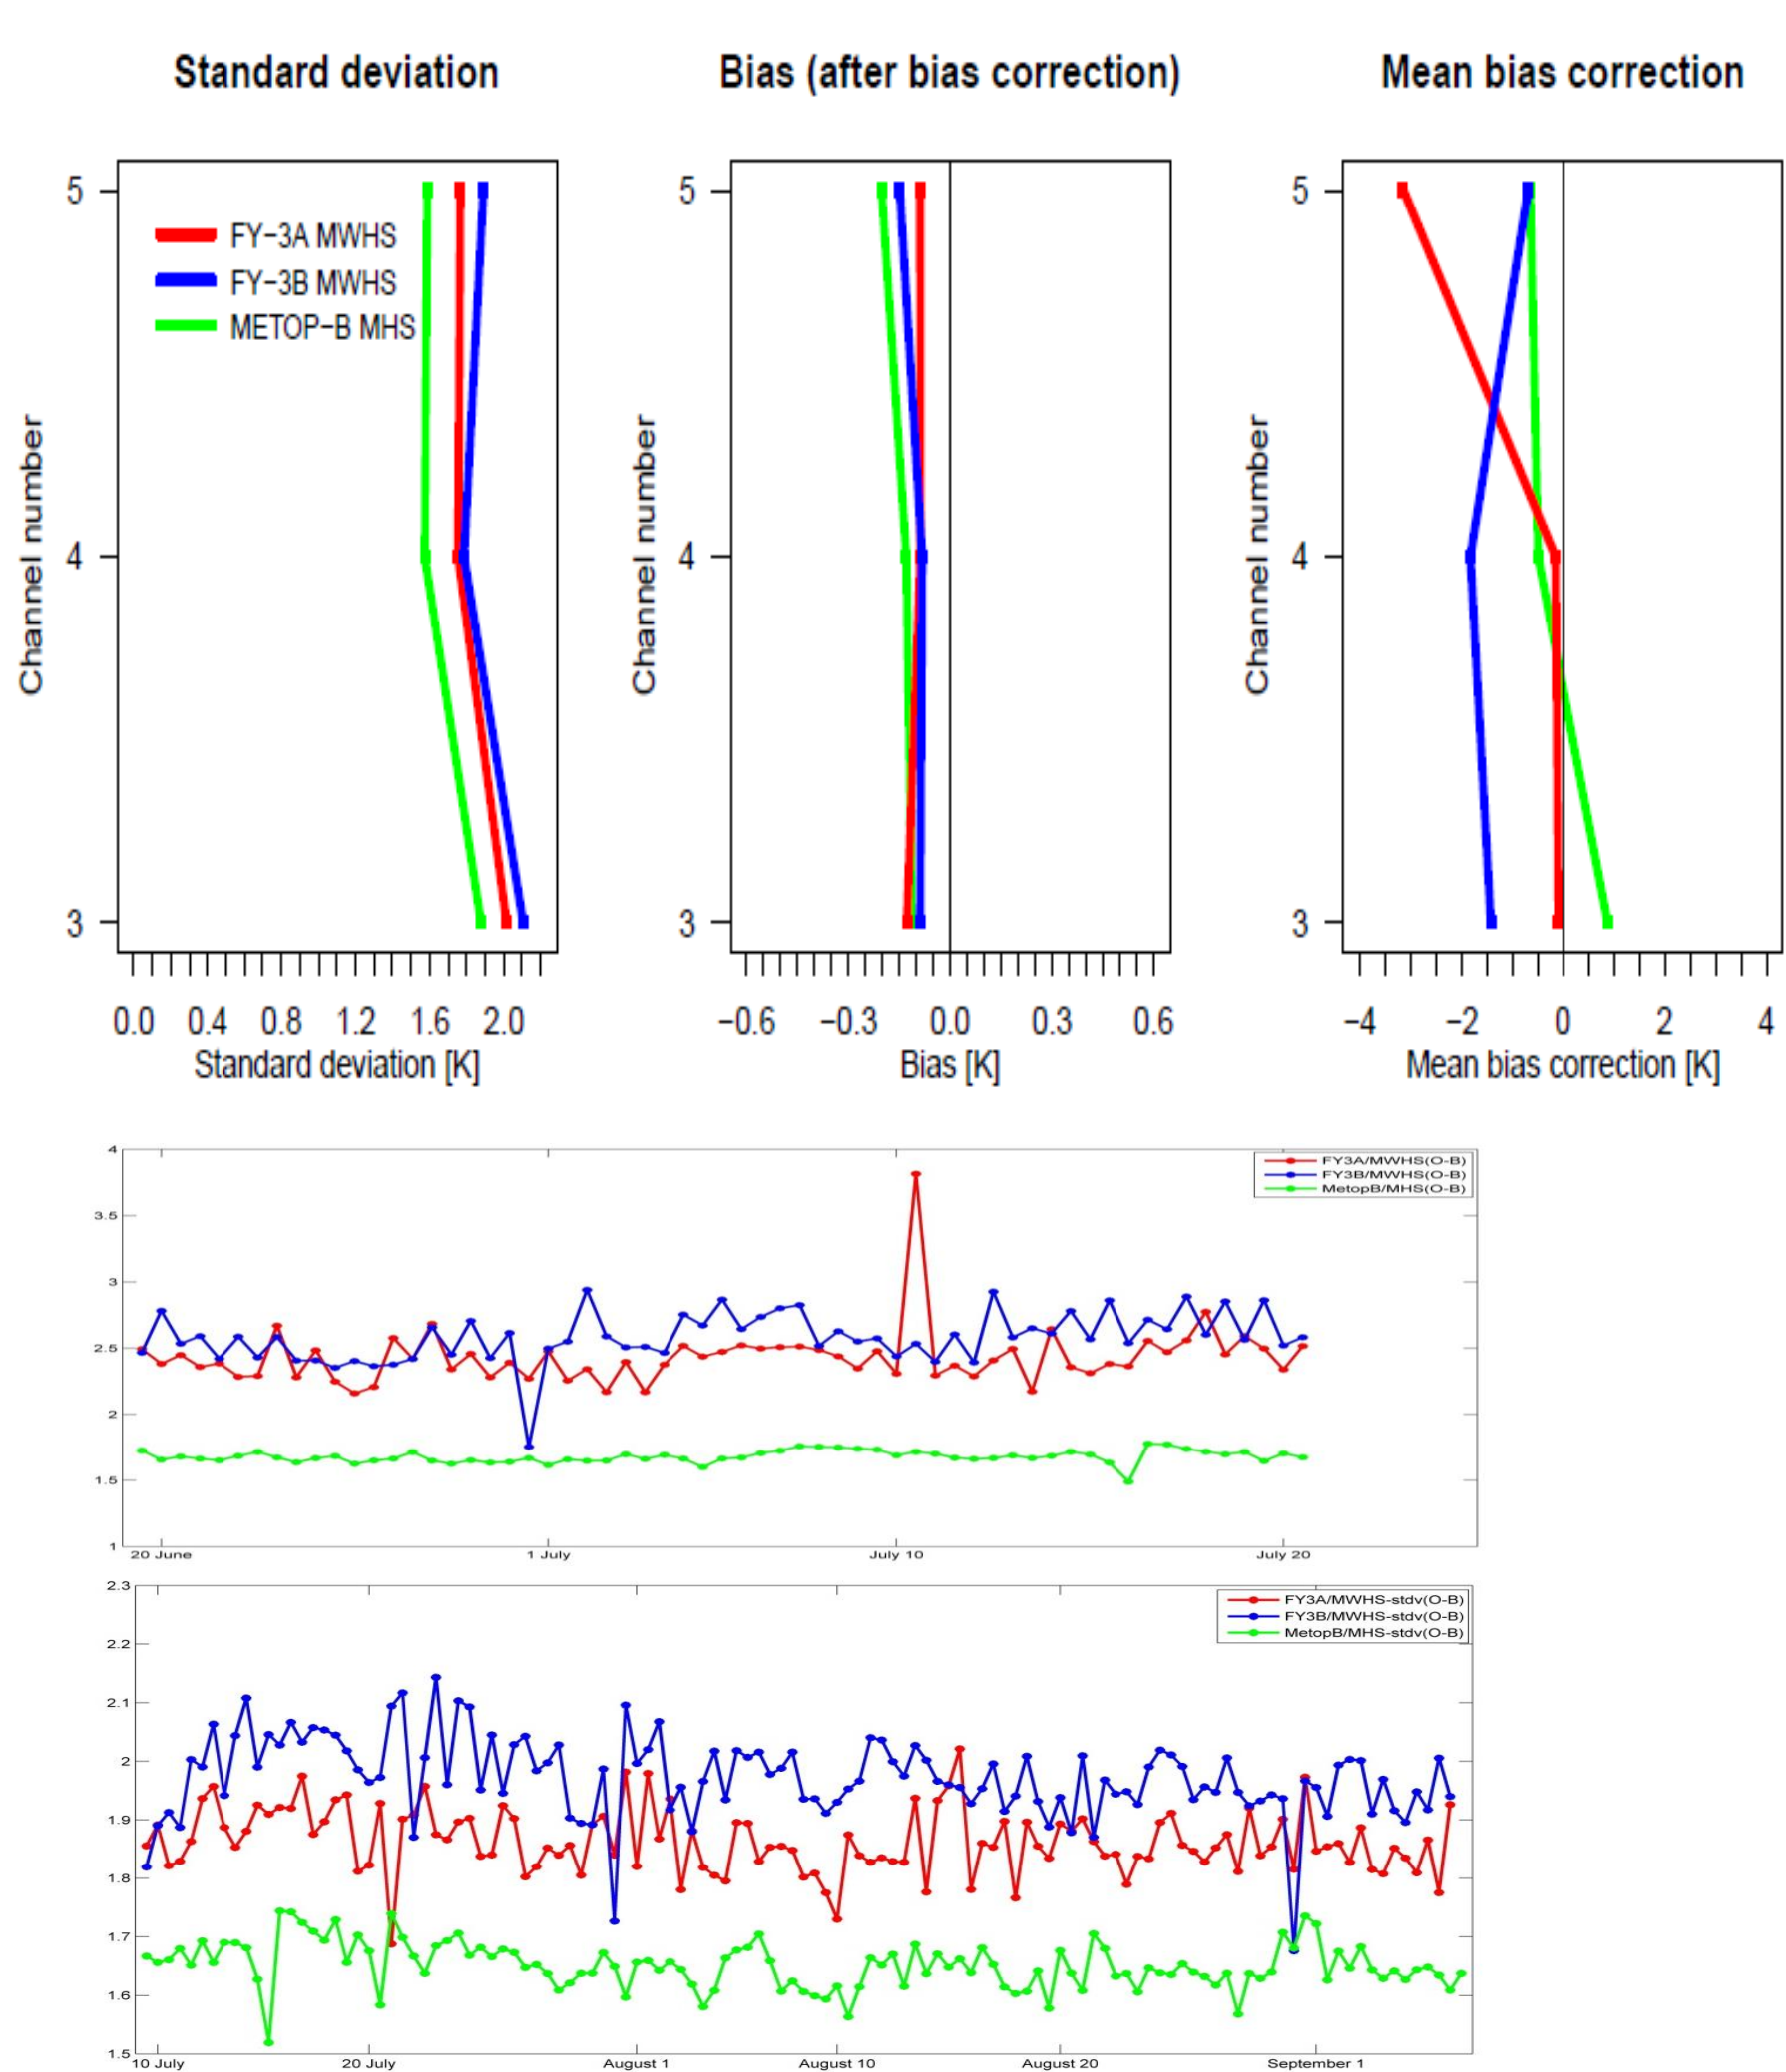 Standard deviation
Bias (after bias correction)
Mean bias correction
5
4
3
Channel number
FY−3A MWHS
FY−3B MWHS
METOP−B MHS
0.0 0.4 0.8 1.2 1.6 2.0
Standard deviation [K]
5
4
3
Channel number
−0.6 −0.3 0.0 0.3 0.6
Bias [K]
5
4
3
Channel number
−4 −2 0 2 4
Mean bias correction [K]
4
3.5
3
2.5
2
1.5
1
FY3A/MWHS(O-B)
FY3B/MWHS(O-B)
MetopB/MHS(O-B)
20 June 1 July July 10 July 20
2.3
2.2
2.1
2
1.9
1.8
1.7
1.6
1.5
FY3A/MWHS-stdv(O-B)
FY3B/MWHS-stdv(O-B)
MetopB/MHS-stdv(O-B)
10 July 20 July August 1 August 10 August 20 September 1